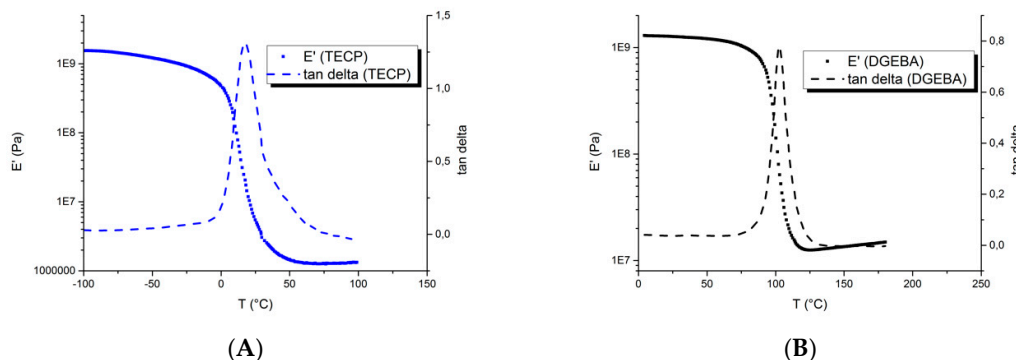 1E9
1E8
1E7
1000000
E' (Pa)
-100
-50
0
50
100
150
T (°C)
1,5
1,0
0,5
0,0
tan delta
E' (TECP)
tan delta (TECP)
(A)
1E9
1E8
1E7
E' (Pa)
0
50
100
150
200
250
T (°C)
0,8
0,6
0,4
0,2
0,0
tan delta
E' (DGEBA)
tan delta (DGEBA)
(B)